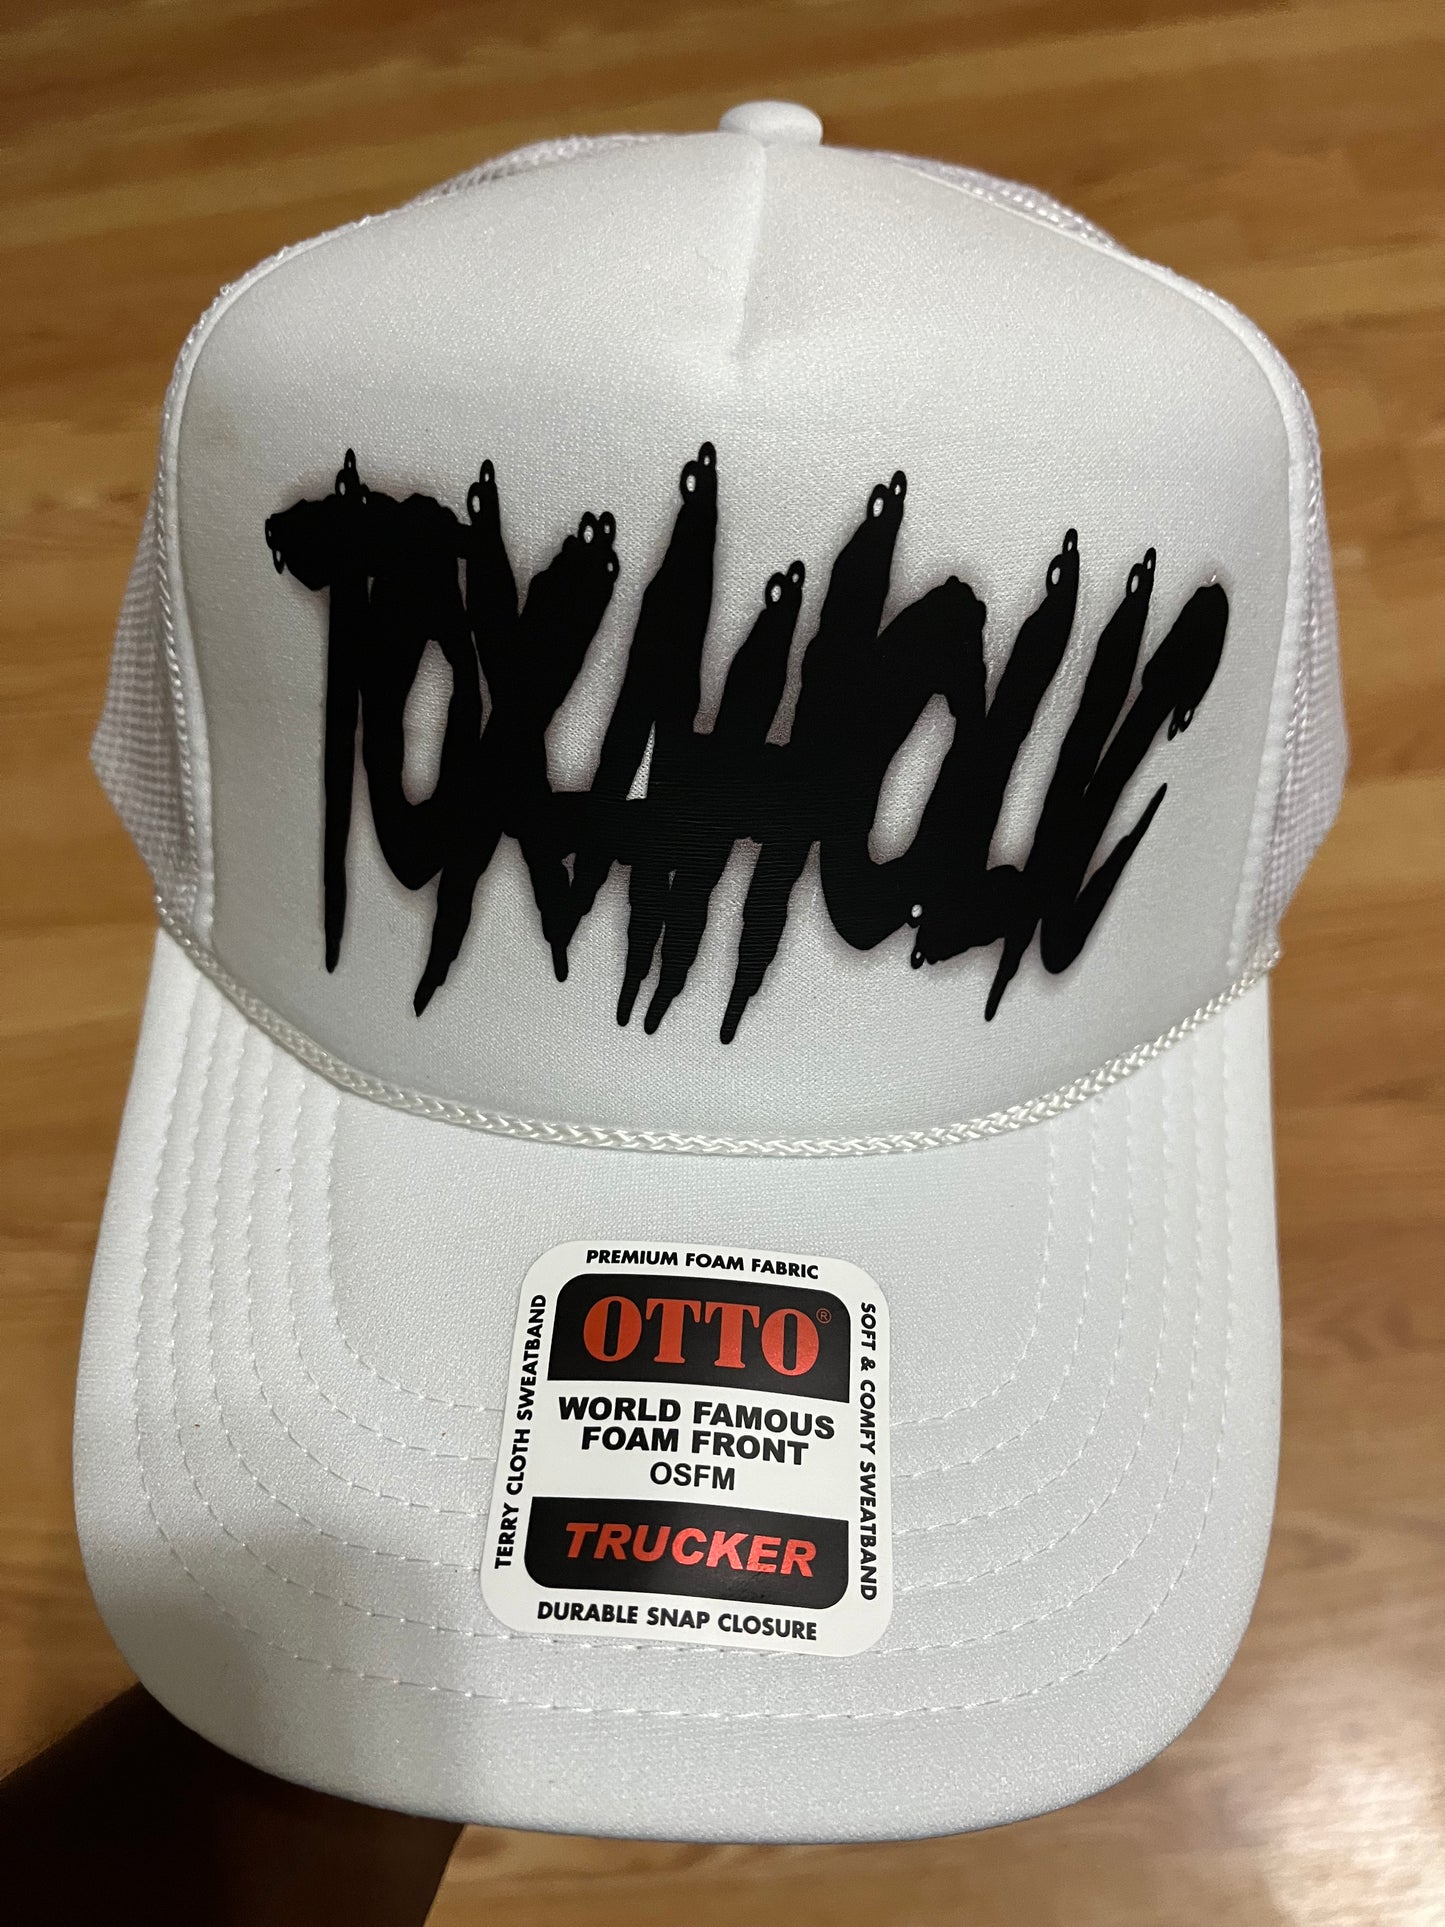 TOXAHOLIC
PREMIUM FOAM FABRIC
OTTO®
WORLD FAMOUS
FOAM FRONT
OSFM
TRUCKER
DURABLE SNAP CLOSURE
TERRY CLOTH SWEATBAND
SOFT & COMFY SWEATBAND